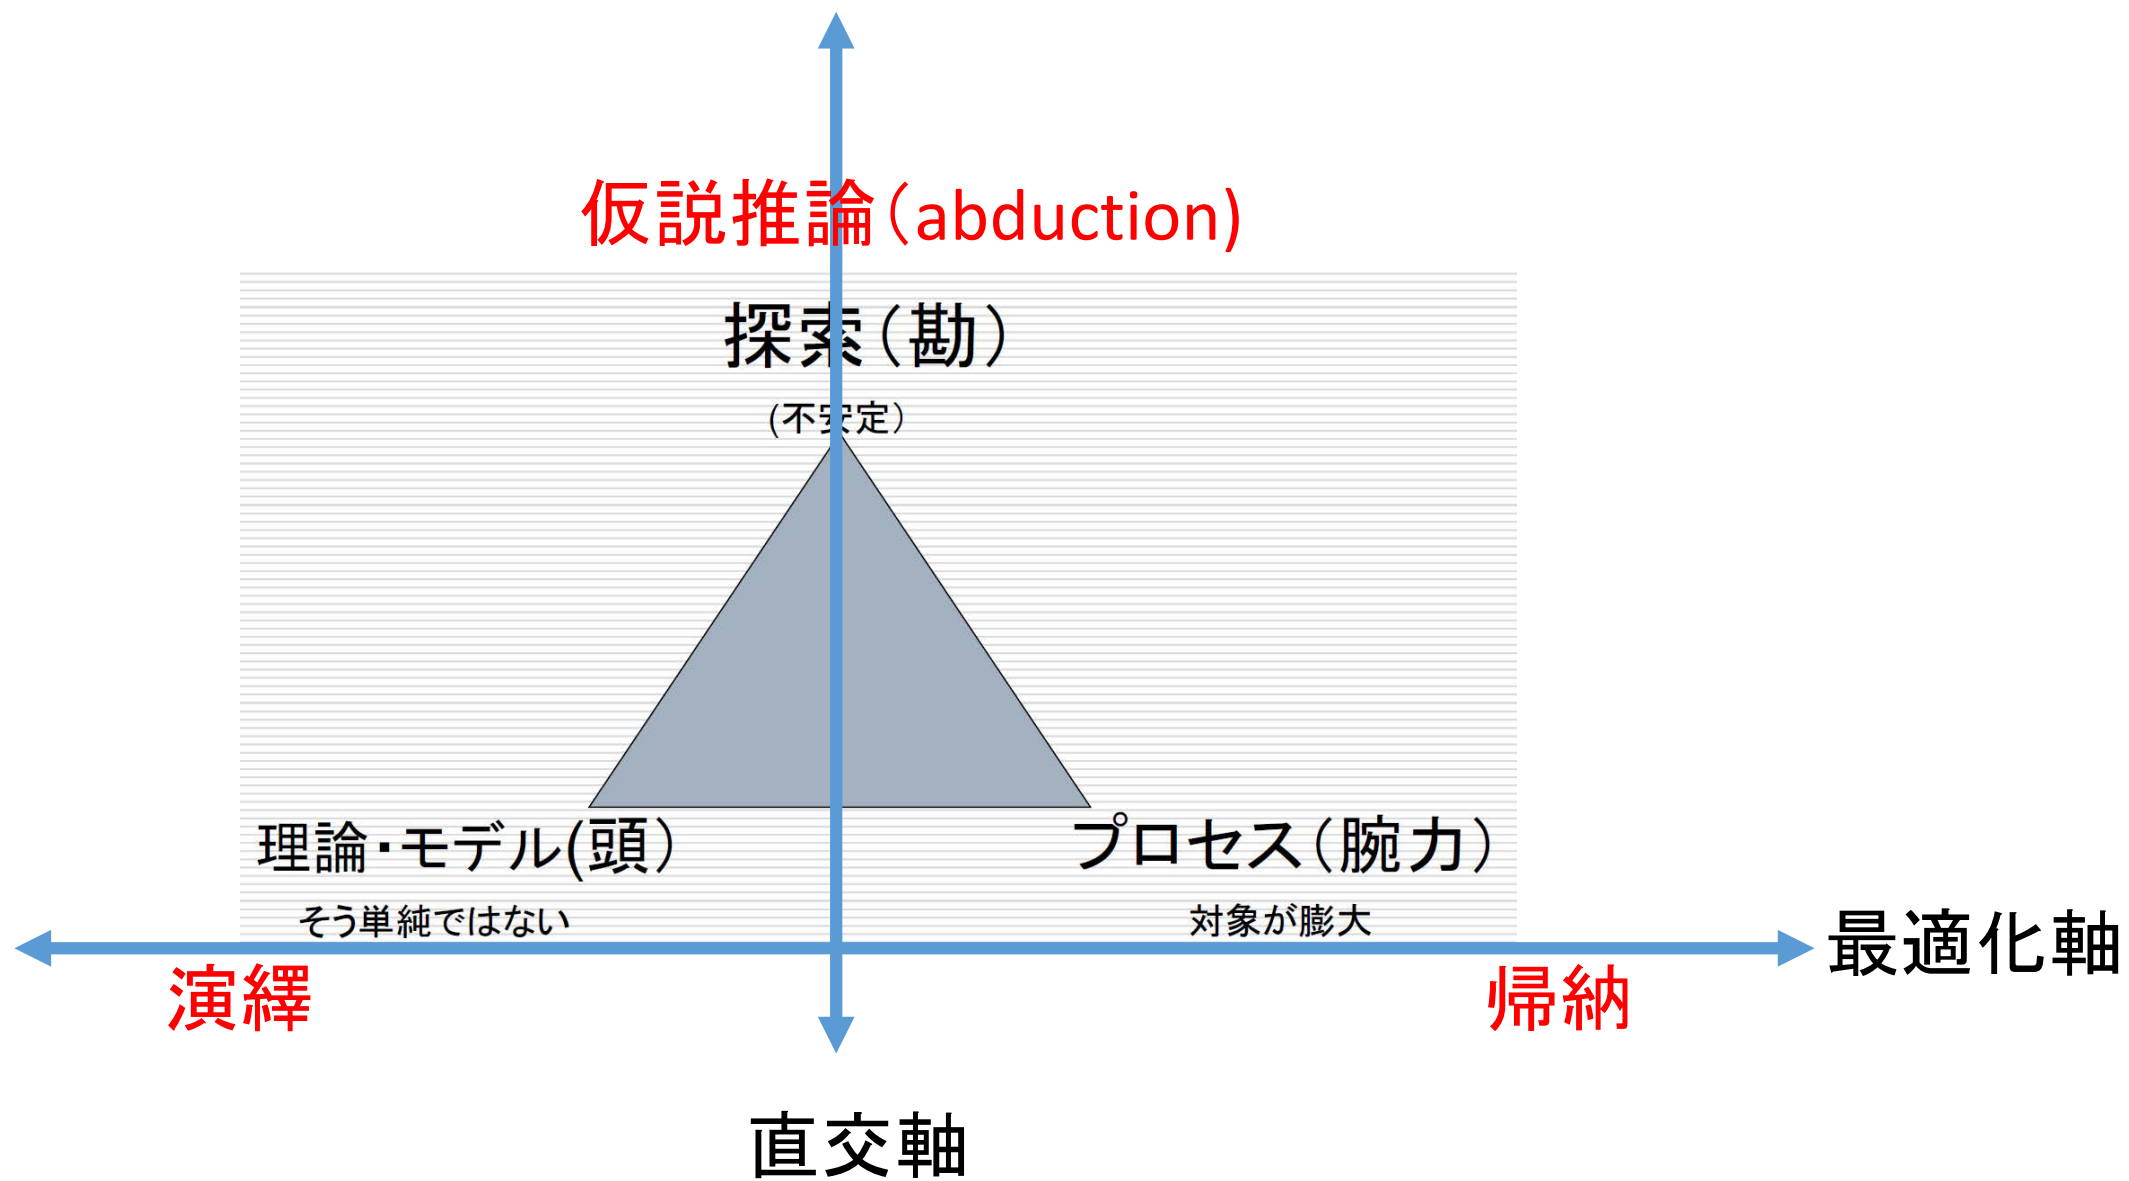 仮説推論（abduction)
探索（勘）
(不安定）
理論・モデル(頭）
プロセス（腕力）
そう単純ではない
対象が膨大
最適化軸
演繹
帰納
直交軸